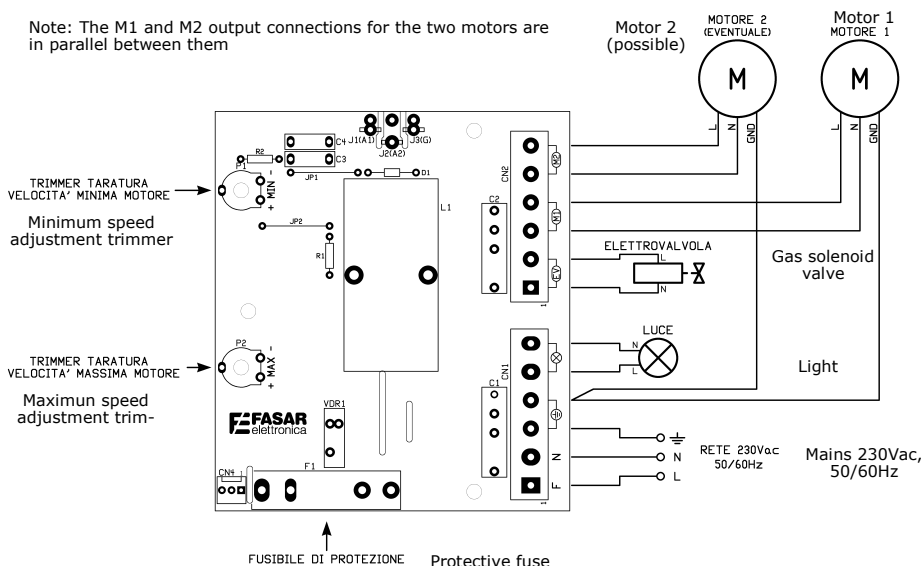 Note: The M1 and M2 output connections for the two motors are
in parallel between them
Motor 2
(possible)
MOTORE 2
(EVENTUALE)
Motor 1
MOTORE 1
M
M
L
N
GND
L
N
GND
J1(A1)
J2(A2)
J3(G)
C4
C3
R2
P1
- MIN +
JP1
D1
L1
JP2
R1
C2
CN2
M2
M1
EV
1
TRIMMER TARATURA
VELOCITA' MINIMA MOTORE
Minimum speed
adjustment trimmer
ELETTROVALVOLA
L
N
Gas solenoid
valve
P2
- MAX +
TRIMMER TARATURA
VELOCITA' MASSIMA MOTORE
Maximun speed
adjustment trim-
LUCE
N
L
Light
C1
CN1
N
F
1
FASAR
elettronica
VDR1
CN4
1
F1
N
L
RETE 230Vac
50/60Hz
Mains 230Vac,
50/60Hz
FUSIBILE DI PROTEZIONE
Protective fuse